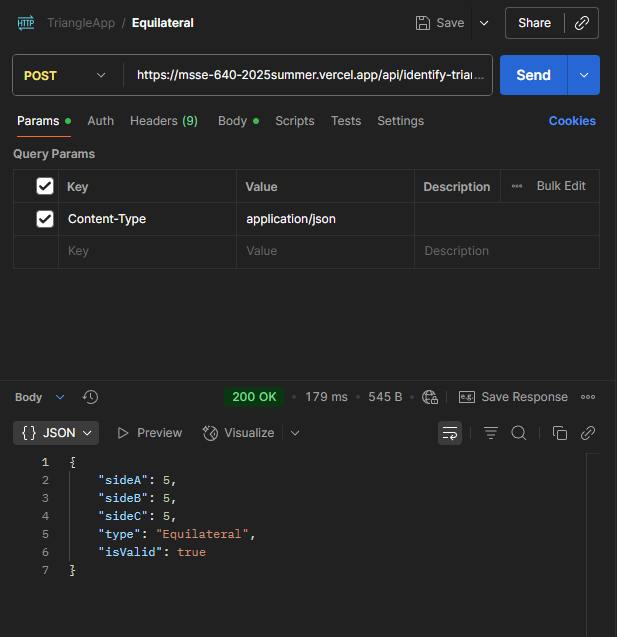 HTTP TriangleApp / Equilateral Save Share
POST https://msse-640-2025summer.vercel.app/api/identify-trian... Send
Params Auth Headers (9) Body Scripts Tests Settings Cookies
Query Params
Key Value Description Bulk Edit
Content-Type application/json
Key Value Description
Body 200 OK 179 ms 545 B e.g. Save Response
{} JSON Preview Visualize
1 {
2 "sideA": 5,
3 "sideB": 5,
4 "sideC": 5,
5 "type": "Equilateral",
6 "isValid": true
7 }